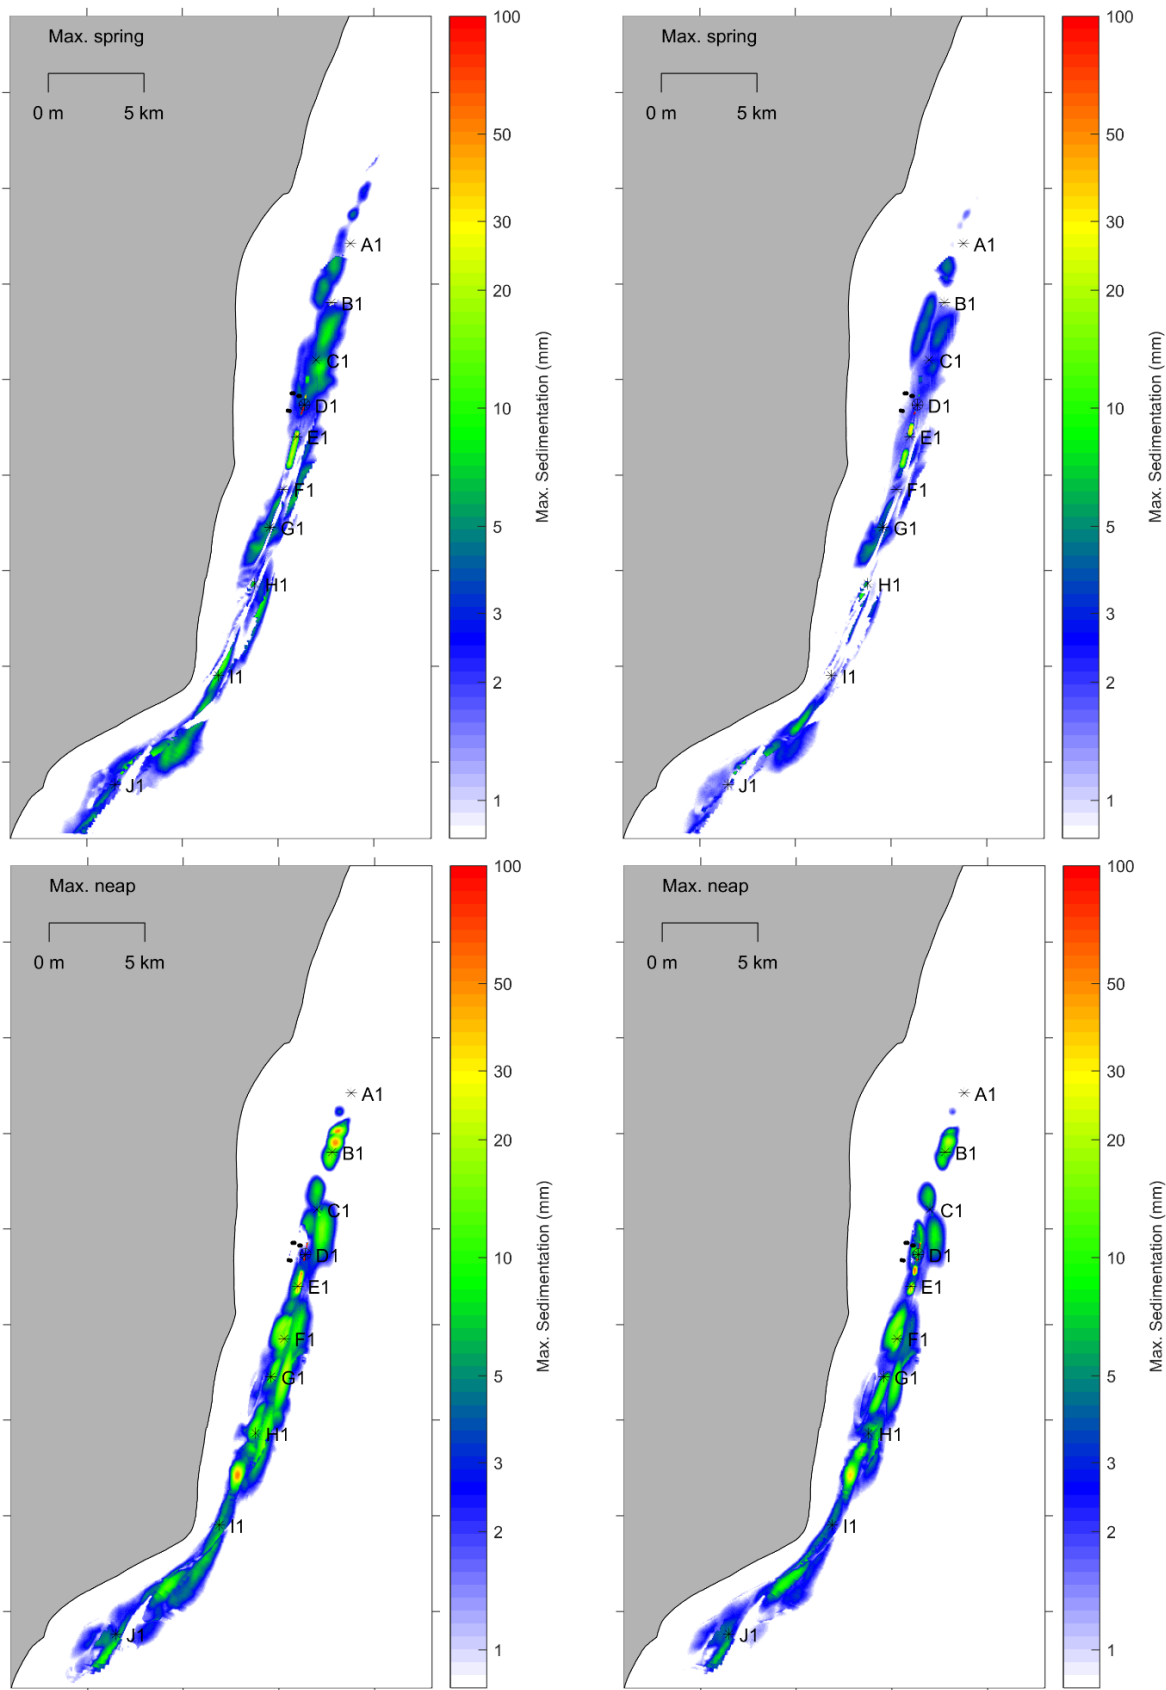 Max. spring
0 m 5 km
A1
B1
C1
D1
E1
F1
G1
H1
I1
J1
100
50
30
20
10
5
3
2
1
Max. Sedimentation (mm)
Max. spring
0 m 5 km
A1
B1
C1
D1
E1
F1
G1
H1
I1
J1
100
50
30
20
10
5
3
2
1
Max. Sedimentation (mm)
Max. neap
0 m 5 km
A1
B1
C1
D1
E1
F1
G1
H1
I1
J1
100
50
30
20
10
5
3
2
1
Max. Sedimentation (mm)
Max. neap
0 m 5 km
A1
B1
C1
D1
E1
F1
G1
H1
I1
J1
100
50
30
20
10
5
3
2
1
Max. Sedimentation (mm)